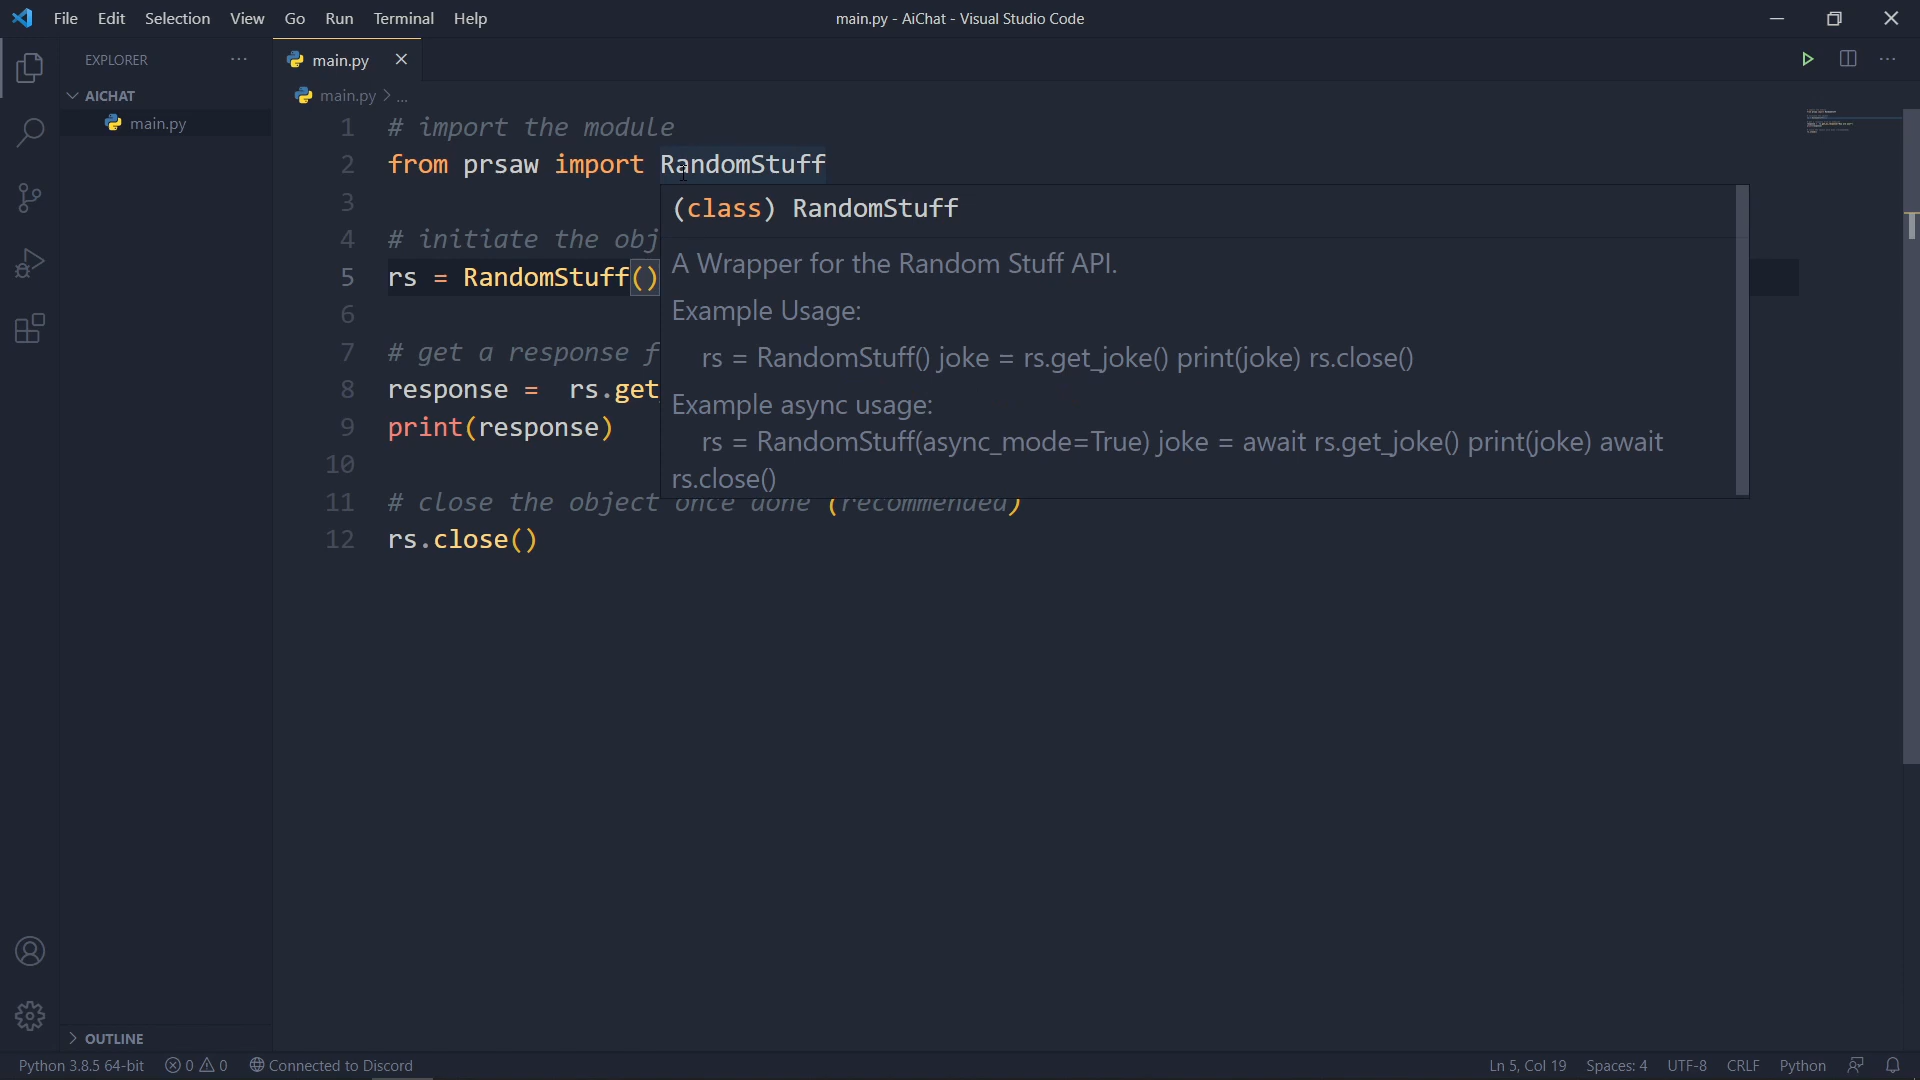 File Edit Selection View Go Run Terminal Help
main.py - AiChat - Visual Studio Code
EXPLORER ...
AICHAT
main.py
main.py
main.py > ...
1 # import the module
2 from prsaw import RandomStuff
3
4 # initiate the obj
5 rs = RandomStuff()
6
7 # get a response f
8 response =  rs.get_
9 print(response)
10
11 # close the object once done (recommended)
12 rs.close()
(class) RandomStuff
A Wrapper for the Random Stuff API.
Example Usage:
rs = RandomStuff() joke = rs.get_joke() print(joke) rs.close()
Example async usage:
rs = RandomStuff(async_mode=True) joke = await rs.get_joke() print(joke) await
rs.close()
OUTLINE
Python 3.8.5 64-bit 0 0 Connected to Discord
Ln 5, Col 19 Spaces: 4 UTF-8 CRLF Python